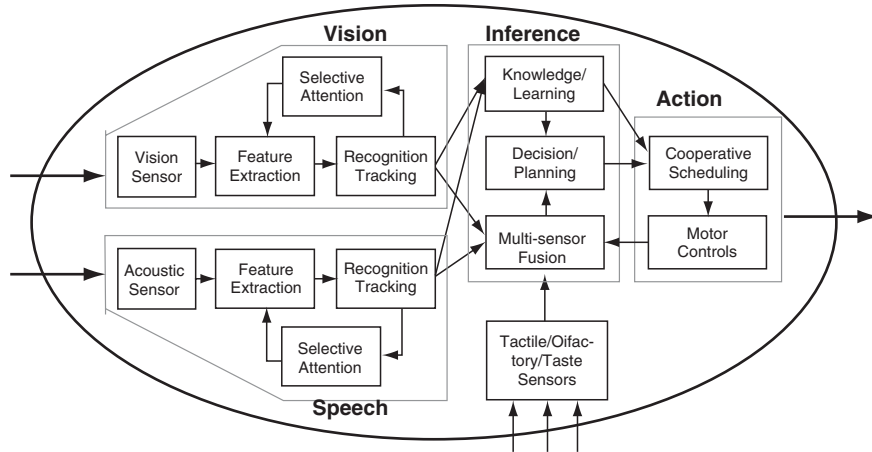 Vision
Selective
Attention
Vision
Sensor
Feature
Extraction
Recognition
Tracking
Inference
Knowledge/
Learning
Decision/
Planning
Multi-sensor
Fusion
Action
Cooperative
Scheduling
Motor
Controls
Acoustic
Sensor
Feature
Extraction
Recognition
Tracking
Selective
Attention
Speech
Tactile/Oifac-
tory/Taste
Sensors